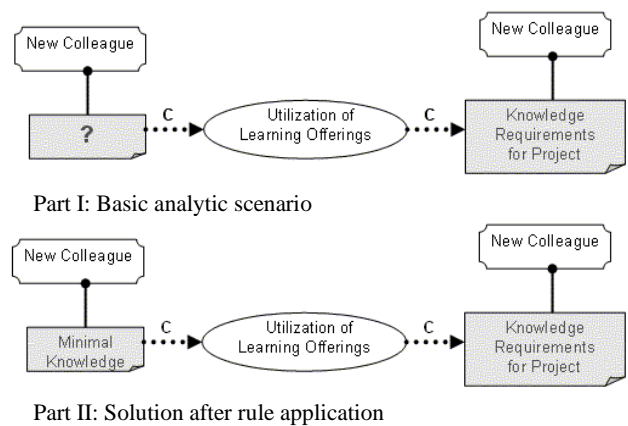 New Colleague
New Colleague
?
C
Utilization of
Learning Offerings
C
Knowledge
Requirements
for Project
Part I: Basic analytic scenario
New Colleague
New Colleague
Minimal
Knowledge
C
Utilization of
Learning Offerings
C
Knowledge
Requirements
for Project
Part II: Solution after rule application